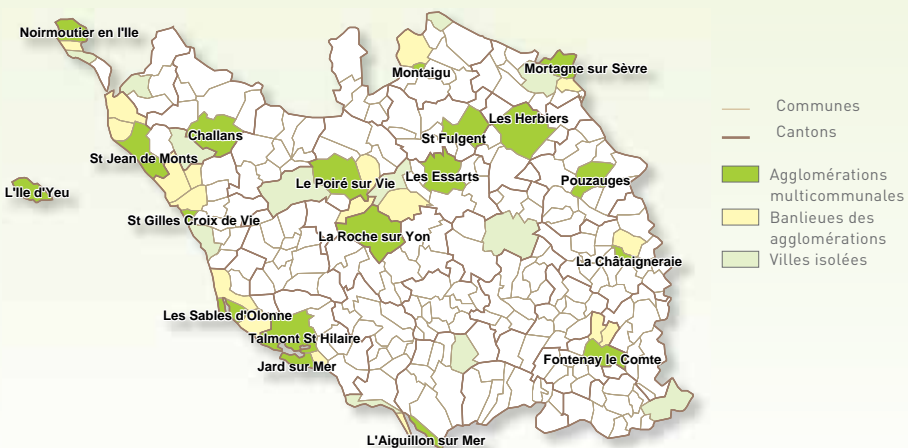 Noirmoutier en l'Ile
Montaigu
Mortagne sur Sèvre
Les Herbiers
Challans
St Fulgent
St Jean de Monts
Le Poiré sur Vie
Les Essarts
Pouzauges
L'Ile d'Yeu
St Gilles Croix de Vie
La Roche sur Yon
La Châtaigneraie
Les Sables d'Olonne
Talmont St Hilaire
Jard sur Mer
Fontenay le Comte
L'Aiguillon sur Mer
Communes
Cantons
Agglomérations
multicommunales
Banlieues des
agglomérations
Villes isolées